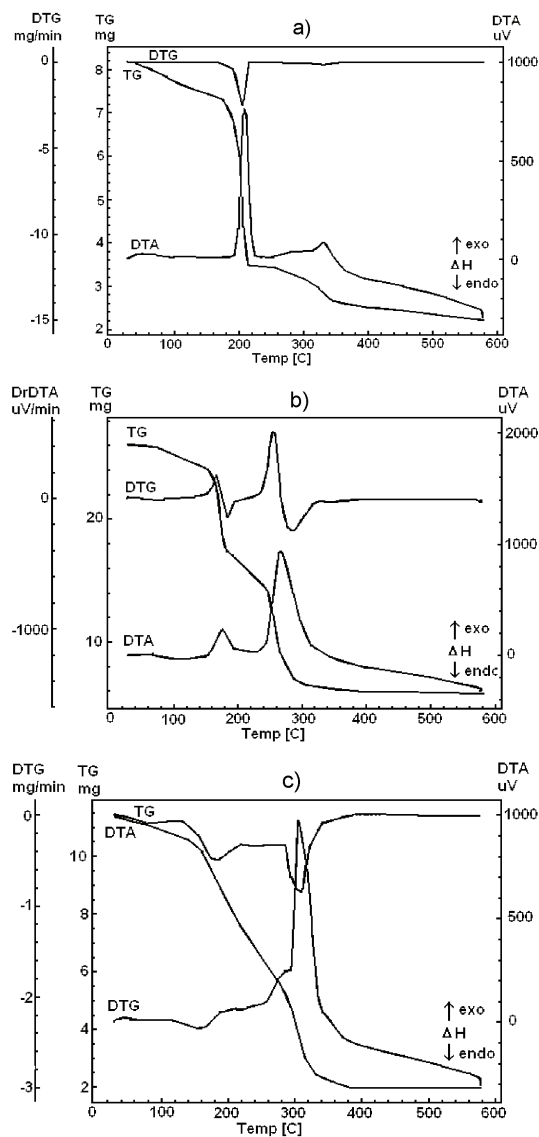 DTG TG DTA
mg/min mg uV
a)
DTG
TG
0 8 1000
7
-5 6 500
5
DTA
-10 4 0
↑ exo
Δ H
↓ endo
3
-15 2
0 100 200 300 400 500 600
Temp [C]
DrDTA TG DTA
uV/min mg uV
b)
TG 2000
DTG
0
20
1000
-1000 DTA 0
10
↑ exo
Δ H
↓ endo
0 100 200 300 400 500 600
Temp [C]
DTG TG DTA
mg/min mg uV
c)
0 TG 1000
DTA
10
-1 8 500
6
-2 DTG
4 0
↑ exo
Δ H
↓ endo
-3 2
0 100 200 300 400 500 600
Temp [C]